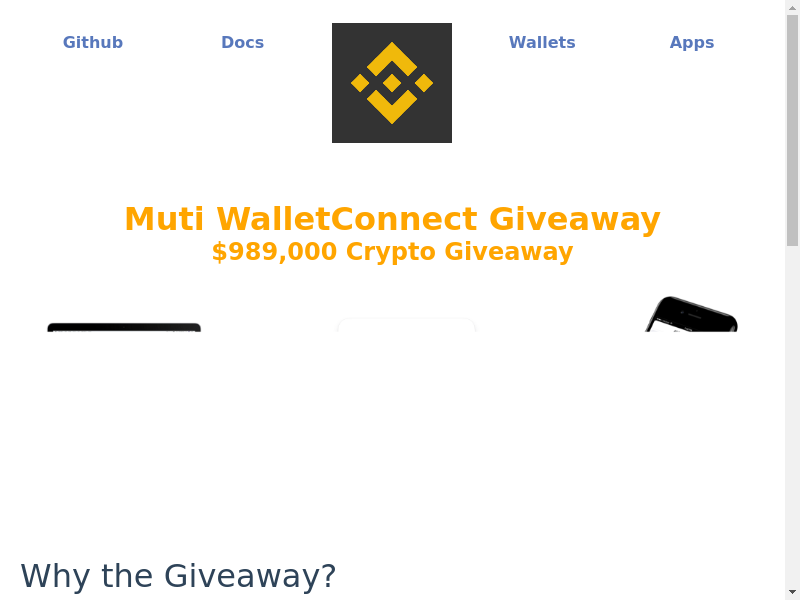 Github Docs Wallets Apps
Muti WalletConnect Giveaway
$989,000 Crypto Giveaway
Why the Giveaway?